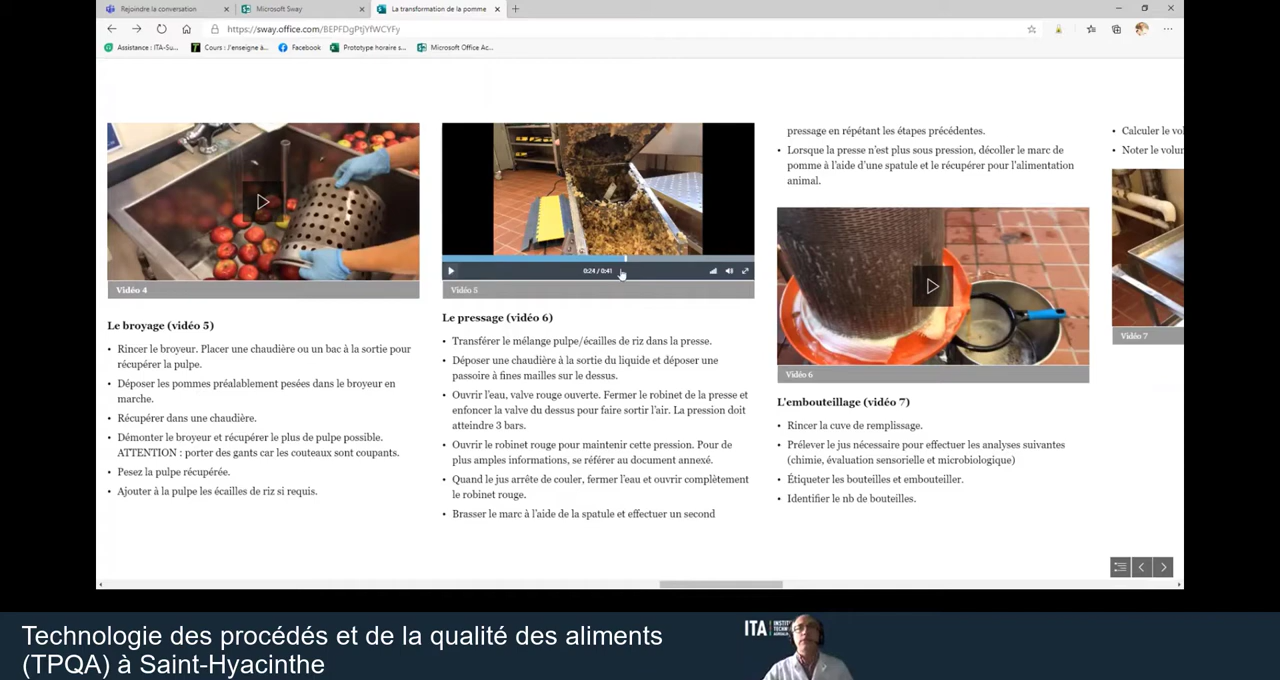 Rejoindre la conversation
Microsoft Sway
La transformation de la pomme
https://sway.office.com/BEPFDgPtjYfWCYFy
Assistance : ITA-Su...
Cours : J'enseigne à...
Facebook
Prototype horaire s...
Microsoft Office Ac...
Vidéo 4
Le broyage (vidéo 5)
• Rincer le broyeur. Placer une chaudière ou un bac à la sortie pour
récupérer la pulpe.
• Déposer les pommes préalablement pesées dans le broyeur en
marche.
• Récupérer dans une chaudière.
• Démonter le broyeur et récupérer le plus de pulpe possible.
ATTENTION : porter des gants car les couteaux sont coupants.
• Pesez la pulpe récupérée.
• Ajouter à la pulpe les écailles de riz si requis.
0:24 / 0:41
Vidéo 5
Le pressage (vidéo 6)
• Transférer le mélange pulpe/écailles de riz dans la presse.
• Déposer une chaudière à la sortie du liquide et déposer une
passoire à fines mailles sur le dessus.
• Ouvrir l'eau, valve rouge ouverte. Fermer le robinet de la presse et
enfoncer la valve du dessus pour faire sortir l'air. La pression doit
atteindre 3 bars.
• Ouvrir le robinet rouge pour maintenir cette pression. Pour de
plus amples informations, se référer au document annexé.
• Quand le jus arrête de couler, fermer l'eau et ouvrir complètement
le robinet rouge.
• Brasser le marc à l'aide de la spatule et effectuer un second
pressage en répétant les étapes précédentes.
• Lorsque la presse n'est plus sous pression, décoller le marc de
pomme à l'aide d'une spatule et le récupérer pour l'alimentation
animal.
Vidéo 6
L'embouteillage (vidéo 7)
• Rincer la cuve de remplissage.
• Prélever le jus nécessaire pour effectuer les analyses suivantes
(chimie, évaluation sensorielle et microbiologique)
• Étiqueter les bouteilles et embouteiller.
• Identifier le nb de bouteilles.
• Calculer le vol
• Noter le volum
Vidéo 7
Technologie des procédés et de la qualité des aliments
(TPQA) à Saint-Hyacinthe
ITA